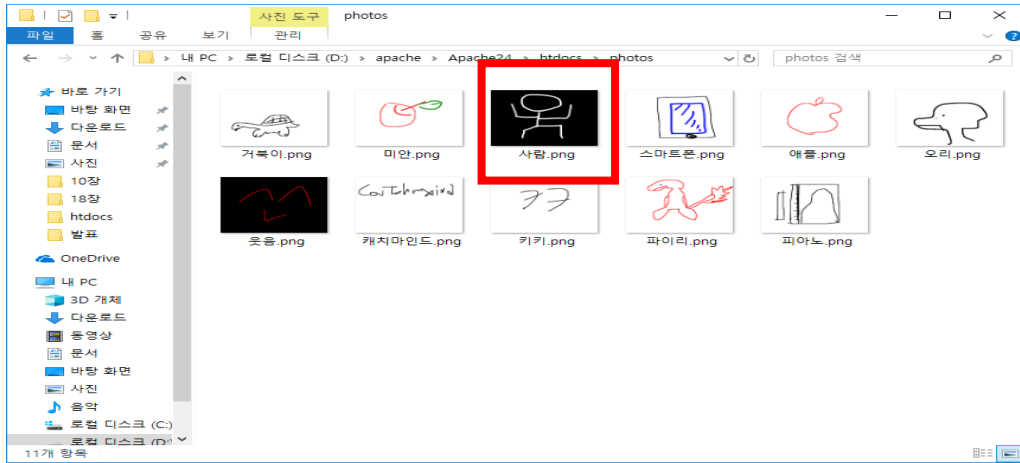 사진 도구 photos
파일 홈 공유 보기 관리
내 PC > 로컬 디스크 (D:) > apache > Apache24 > htdocs > photos photos 검색
바로 가기
바탕 화면
다운로드
문서
사진
10장
18장
htdocs
발표
OneDrive
내 PC
3D 개체
다운로드
동영상
문서
바탕 화면
사진
음악
로컬 디스크 (C:)
로컬 디스크 (D:)
거북이.png 미안.png 사람.png 스마트폰.png 애플.png 오리.png
CaTchmind ㅋㅋ
웃음.png 캐치마인드.png 키키.png 파이리.png 피아노.png
11개 항목